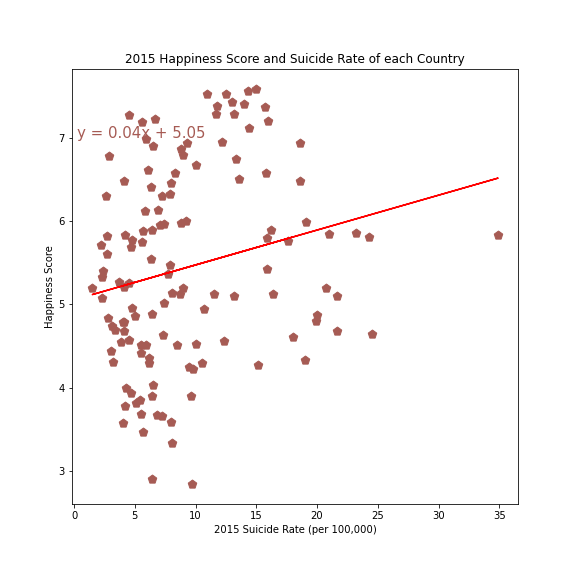 2015 Happiness Score and Suicide Rate of each Country
y = 0.04x + 5.05
Happiness Score
7
6
5
4
3
0 5 10 15 20 25 30 35
2015 Suicide Rate (per 100,000)